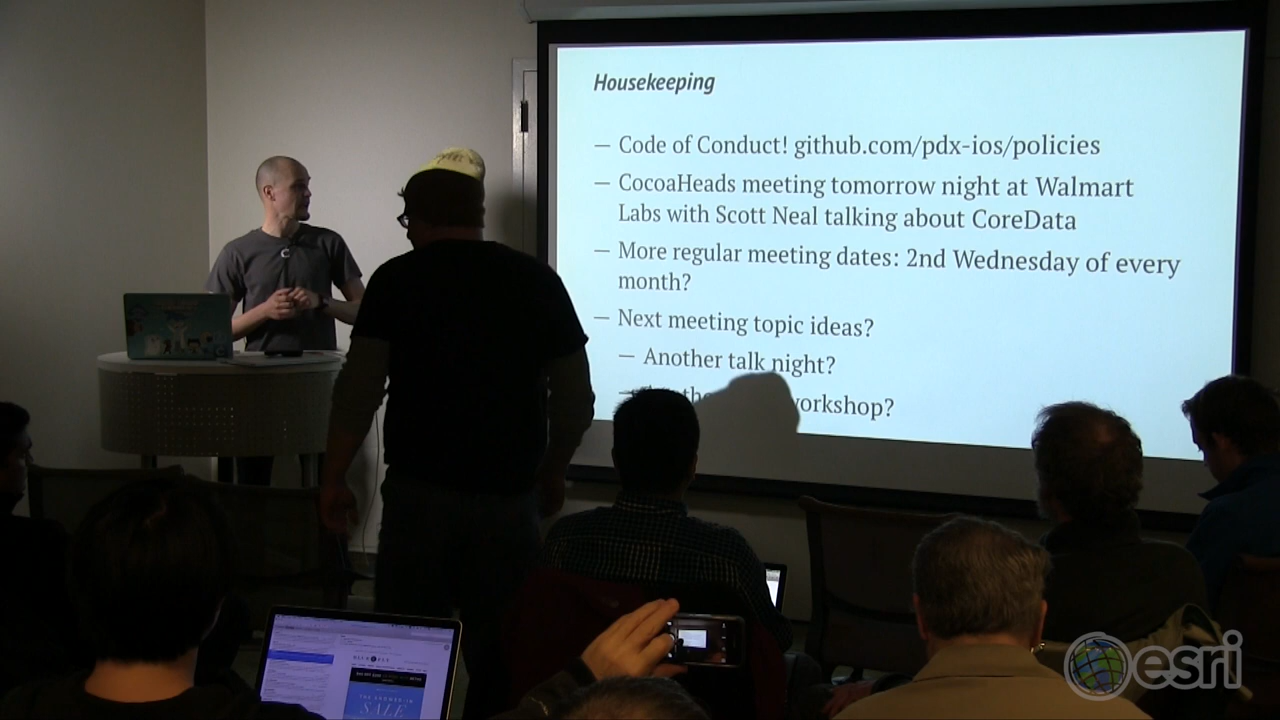 Housekeeping
— Code of Conduct! github.com/pdx-ios/policies
— CocoaHeads meeting tomorrow night at Walmart
Labs with Scott Neal talking about CoreData
— More regular meeting dates: 2nd Wednesday of every
month?
— Next meeting topic ideas?
— Another talk night?
workshop?
SALE
esri